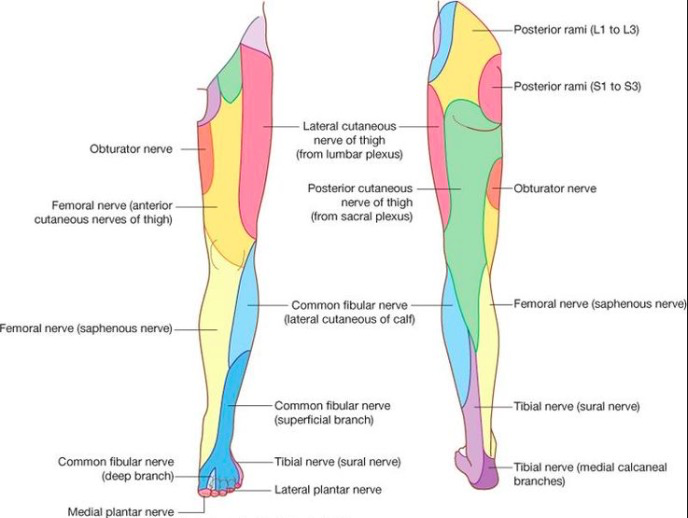 Posterior rami (L1 to L3)
Posterior rami (S1 to S3)
Lateral cutaneous
nerve of thigh
(from lumbar plexus)
Obturator nerve
Posterior cutaneous
nerve of thigh
(from sacral plexus)
Obturator nerve
Femoral nerve (anterior
cutaneous nerves of thigh)
Common fibular nerve
(lateral cutaneous of calf)
Femoral nerve (saphenous nerve)
Femoral nerve (saphenous nerve)
Common fibular nerve
(superficial branch)
Tibial nerve (sural nerve)
Common fibular nerve
(deep branch)
Tibial nerve (sural nerve)
Tibial nerve (medial calcaneal
branches)
Lateral plantar nerve
Medial plantar nerve